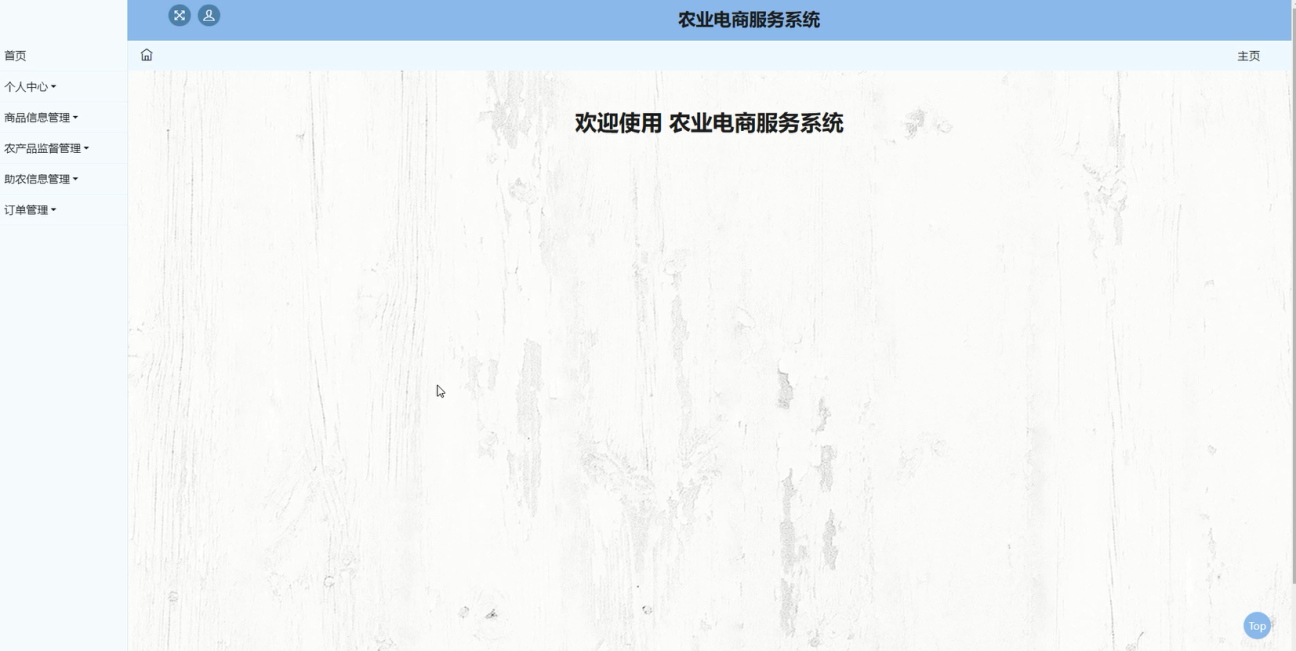 农业电商服务系统
首页
主页
个人中心
商品信息管理
农产品监督管理
助农信息管理
订单管理
欢迎使用 农业电商服务系统
Top